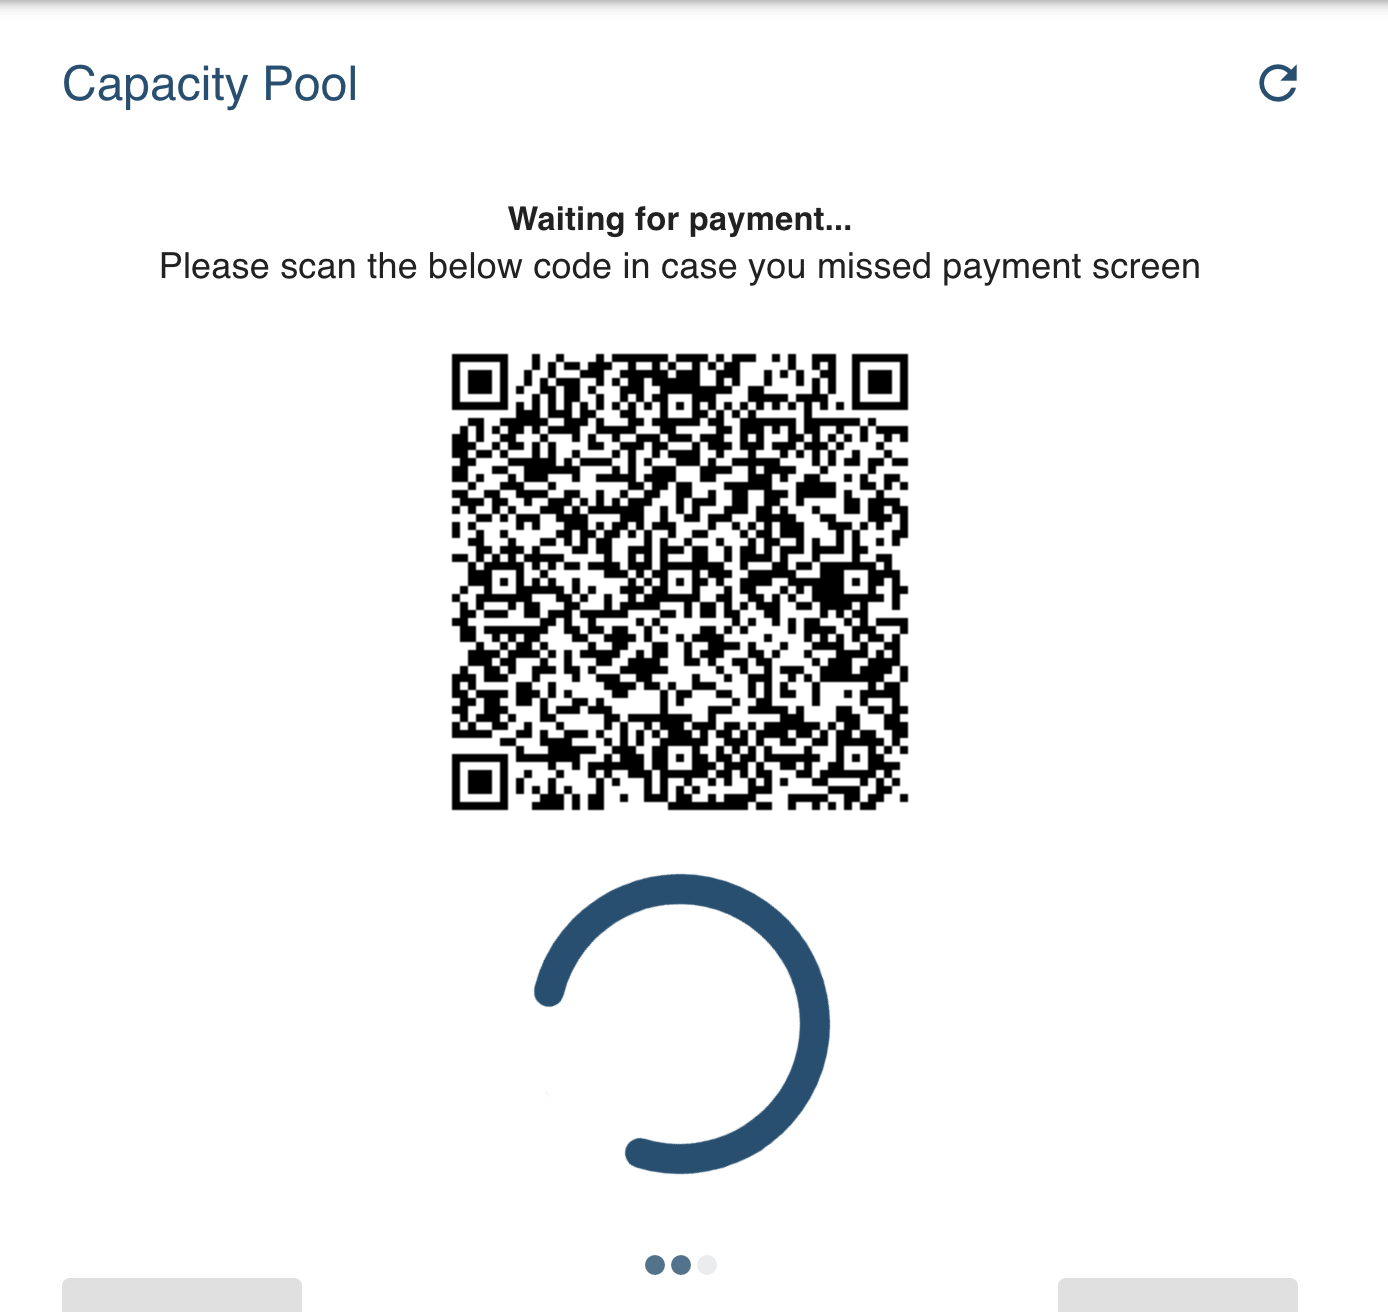 Capacity Pool
Waiting for payment...
Please scan the below code in case you missed payment screen